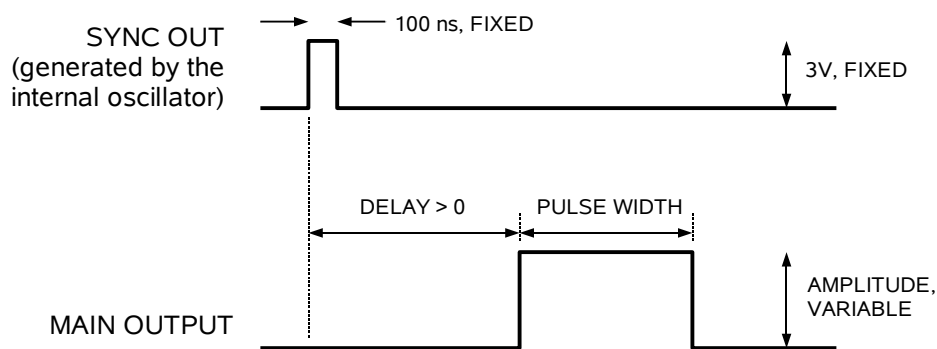 100 ns, FIXED
SYNC OUT
(generated by the
internal oscillator)
3V, FIXED
DELAY > 0
PULSE WIDTH
AMPLITUDE,
VARIABLE
MAIN OUTPUT